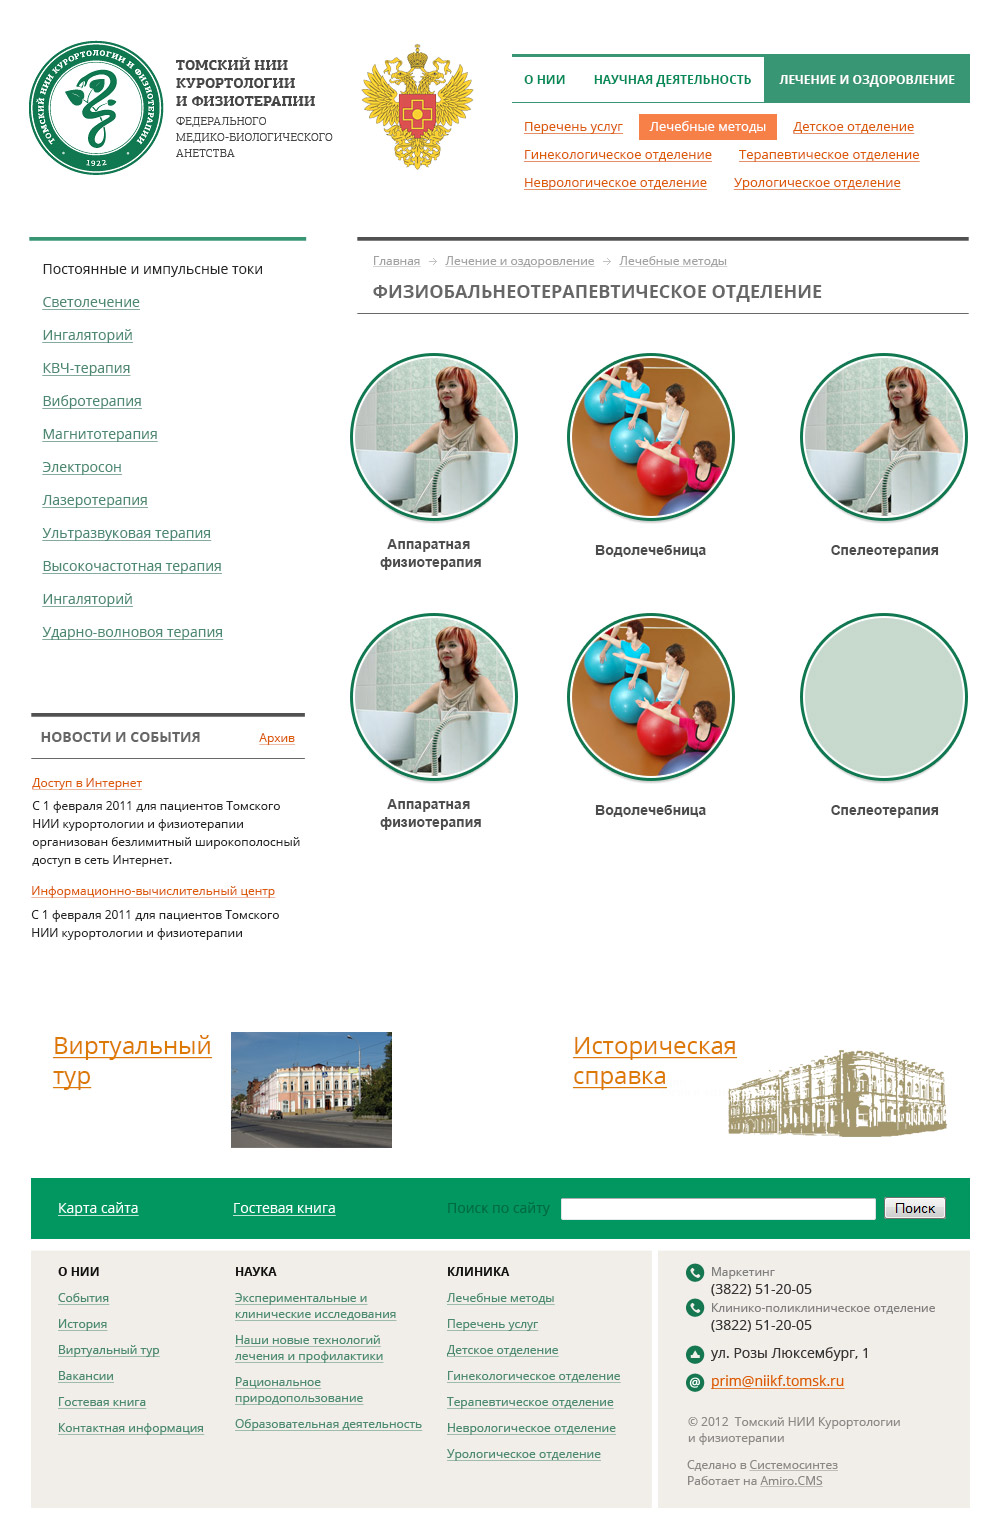 ТОМСКИЙ НИИ КУРОРТОЛОГИИ И ФИЗИОТЕРАПИИ
1922
ТОМСКИЙ НИИ
КУРОРТОЛОГИИ
И ФИЗИОТЕРАПИИ
ФЕДЕРАЛЬНОГО
МЕДИКО-БИОЛОГИЧЕСКОГО
АНЕТСТВА
О НИИ НАУЧНАЯ ДЕЯТЕЛЬНОСТЬ ЛЕЧЕНИЕ И ОЗДОРОВЛЕНИЕ
Перечень услуг Лечебные методы Детское отделение
Гинекологическое отделение Терапевтическое отделение
Неврологическое отделение Урологическое отделение
Постоянные и импульсные токи
Светолечение
Ингаляторий
КВЧ-терапия
Вибротерапия
Магнитотерапия
Электросон
Лазеротерапия
Ультразвуковая терапия
Высокочастотная терапия
Ингаляторий
Ударно-волновоя терапия
НОВОСТИ И СОБЫТИЯ Архив
Доступ в Интернет
С 1 февраля 2011 для пациентов Томского
НИИ курортологии и физиотерапии
организован безлимитный широкополосный
доступ в сеть Интернет.
Информационно-вычислительный центр
С 1 февраля 2011 для пациентов Томского
НИИ курортологии и физиотерапии
Главная → Лечение и оздоровление → Лечебные методы
ФИЗИОБАЛЬНЕОТЕРАПЕВТИЧЕСКОЕ ОТДЕЛЕНИЕ
Аппаратная
физиотерапия
Водолечебница
Спелеотерапия
Аппаратная
физиотерапия
Водолечебница
Спелеотерапия
Виртуальный
тур
Историческая
справка
Карта сайта Гостевая книга Поиск по сайту Поиск
О НИИ
События
История
Виртуальный тур
Вакансии
Гостевая книга
Контактная информация
НАУКА
Экспериментальные и
клинические исследования
Наши новые технологий
лечения и профилактики
Рациональное
природопользование
Образовательная деятельность
КЛИНИКА
Лечебные методы
Перечень услуг
Детское отделение
Гинекологическое отделение
Терапевтическое отделение
Неврологическое отделение
Урологическое отделение
Маркетинг
(3822) 51-20-05
Клинико-поликлиническое отделение
(3822) 51-20-05
ул. Розы Люксембург, 1
prim@niikf.tomsk.ru
© 2012 Томский НИИ Курортологии
и физиотерапии
Сделано в Системосинтез
Работает на Amiro.CMS